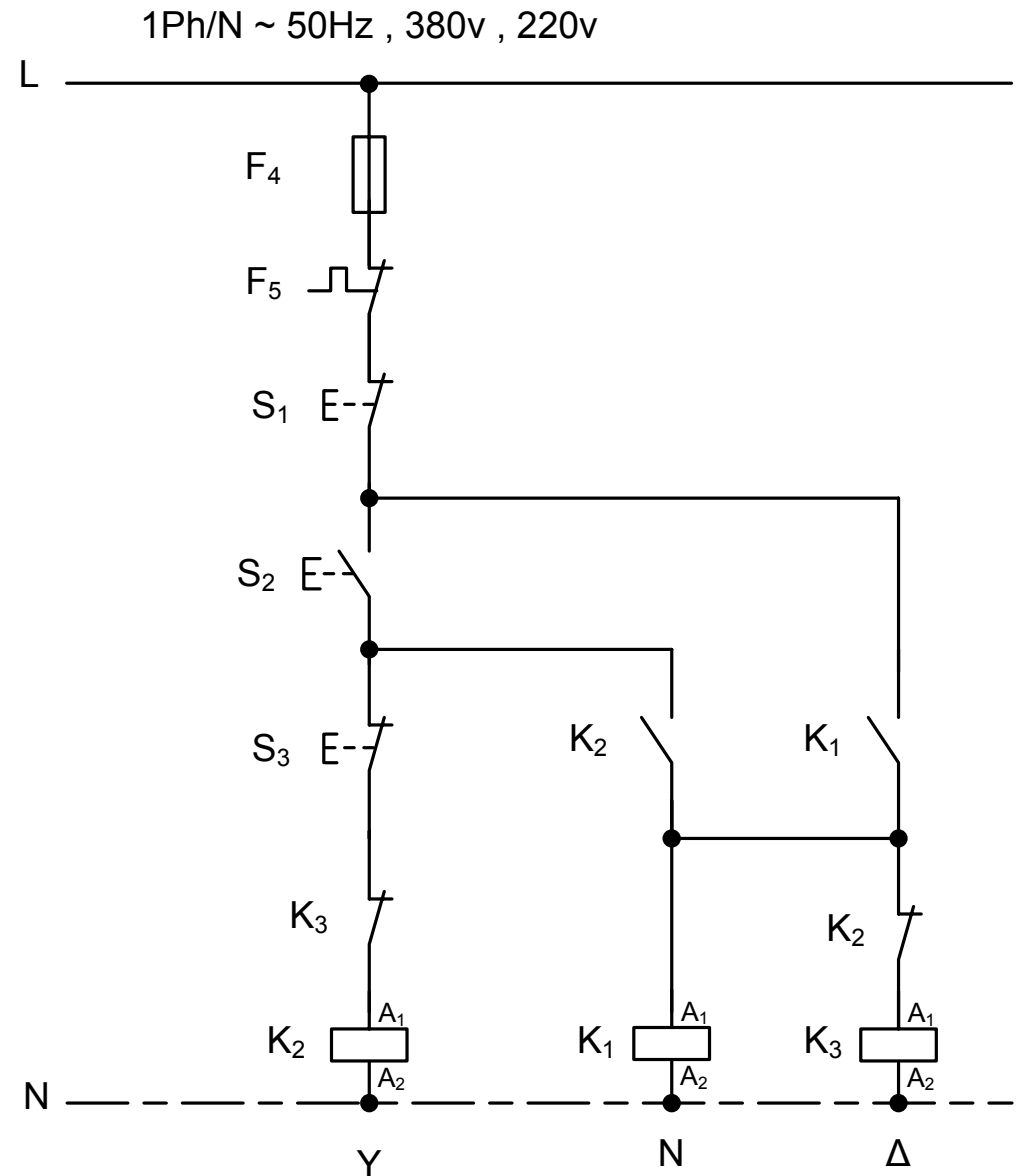 1Ph/N ~ 50Hz , 380v , 220v
L
F₄
F₅
S₁
S₂
S₃
K₂
K₁
K₃
K₂
A₁
A₁
A₁
K₂
K₁
K₃
A₂
A₂
A₂
N
Y
N
Δ